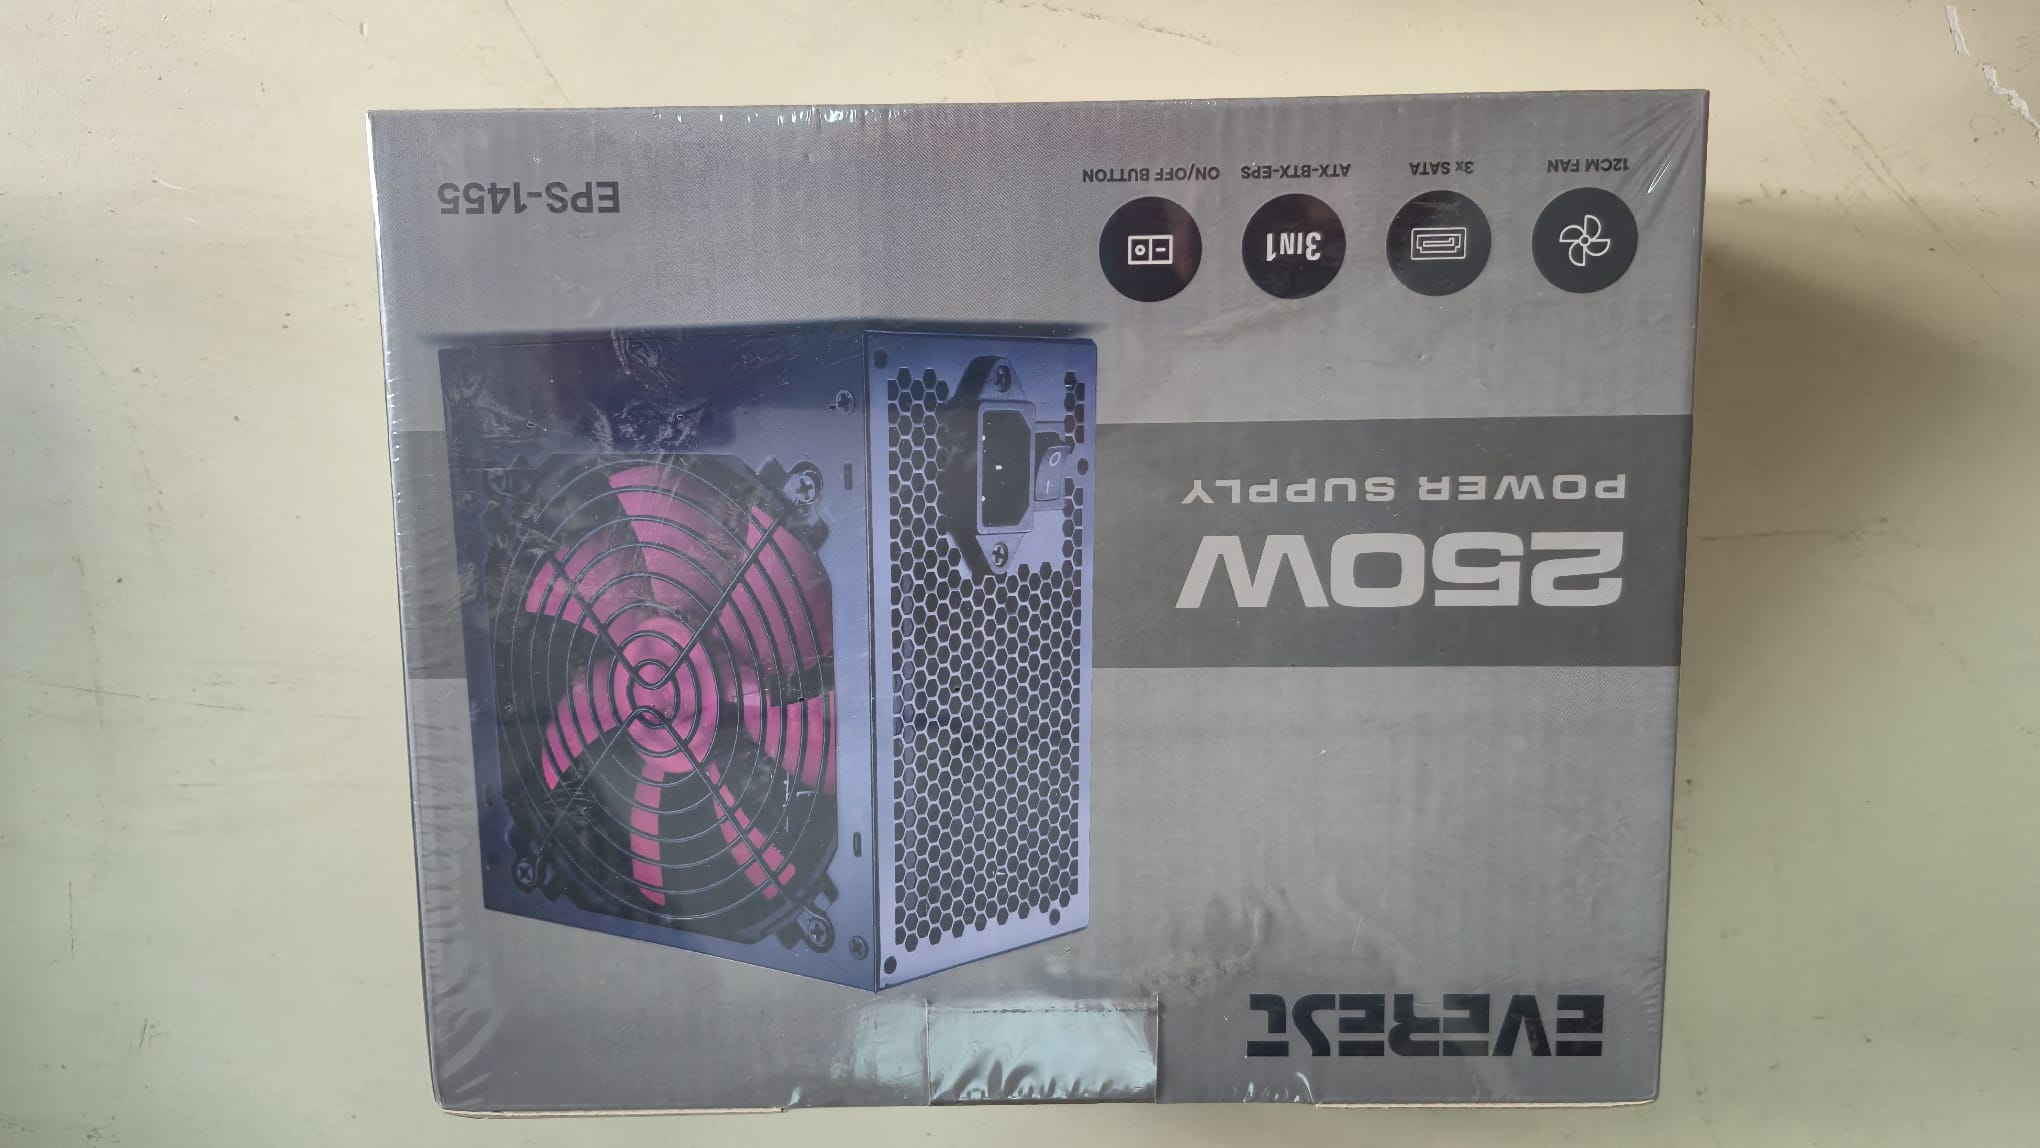 EVEREST
250W
POWER SUPPLY
3IN1
12CM FAN
3x SATA
ATX-BTX-EPS
ON/OFF BUTTON
EPS-1455